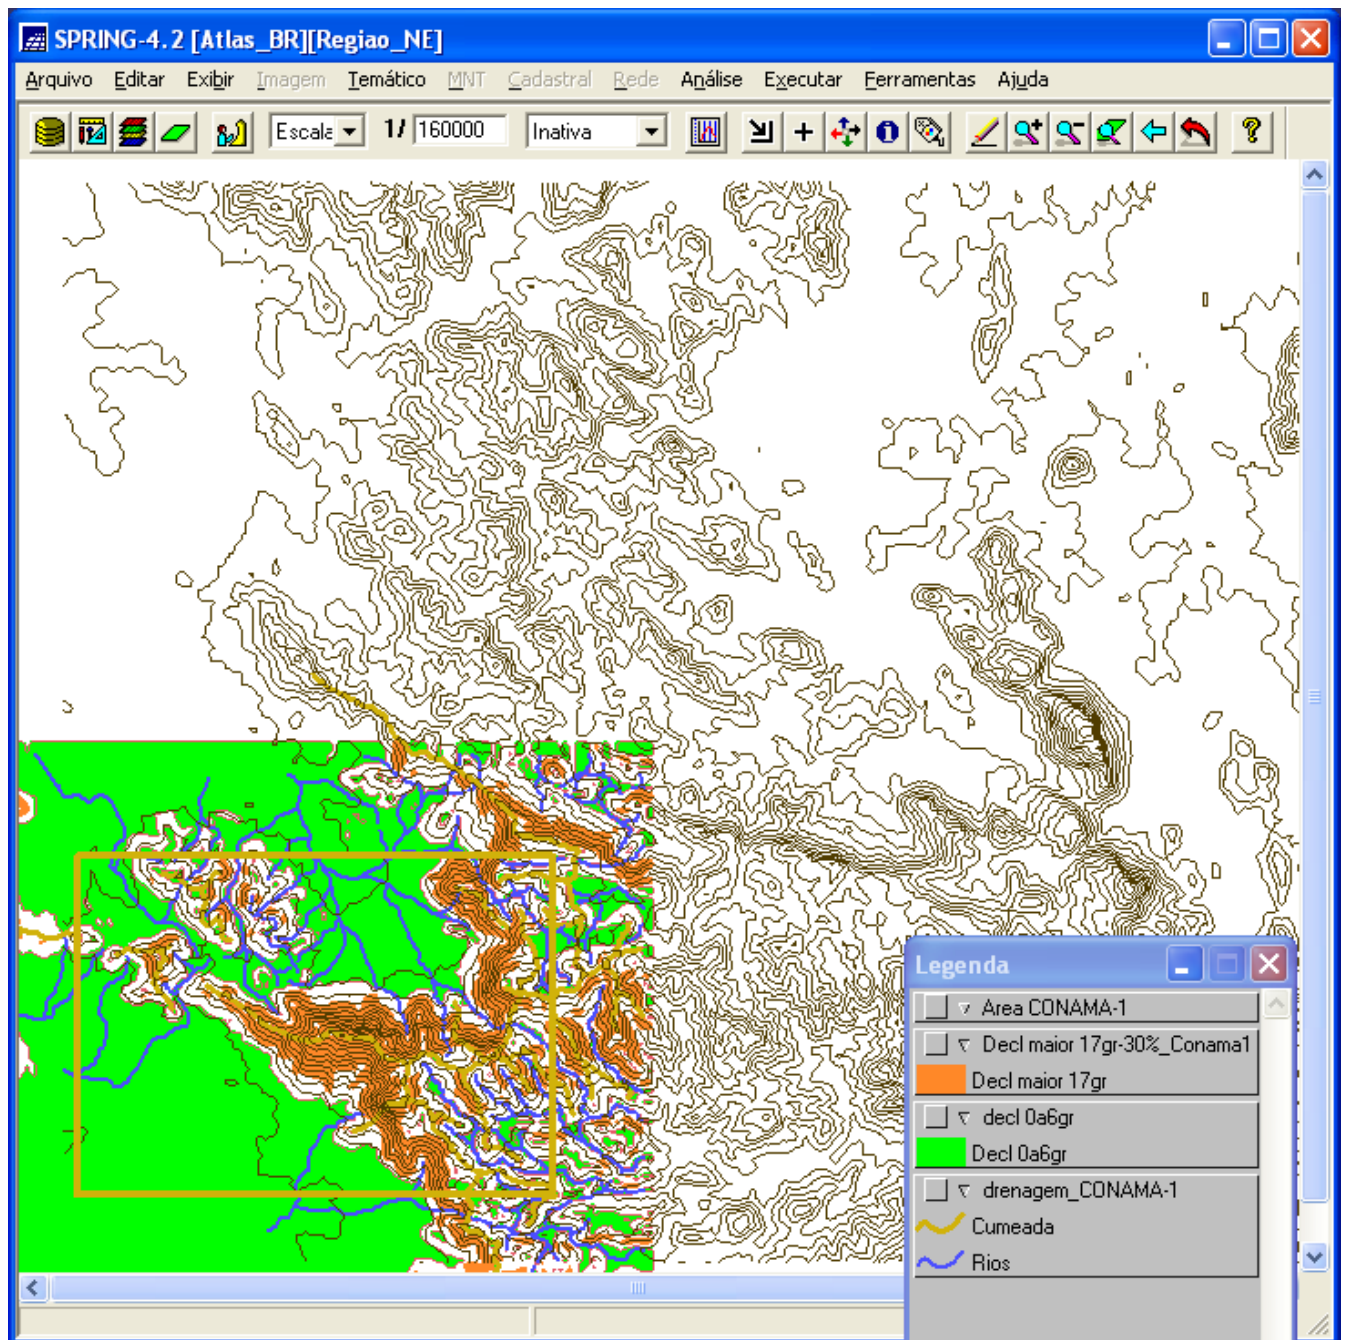 SPRING-4.2 [Atlas_BR][Regiao_NE]
Arquivo Editar Exibir Imagem Temático MNT Cadastral Rede Análise Executar Ferramentas Ajuda
Escala 1/ 160000 Inativa
Legenda
Area CONAMA-1
Decl maior 17gr-30%_Conama1
Decl maior 17gr
decl 0a6gr
Decl 0a6gr
drenagem_CONAMA-1
Cumeada
Rios